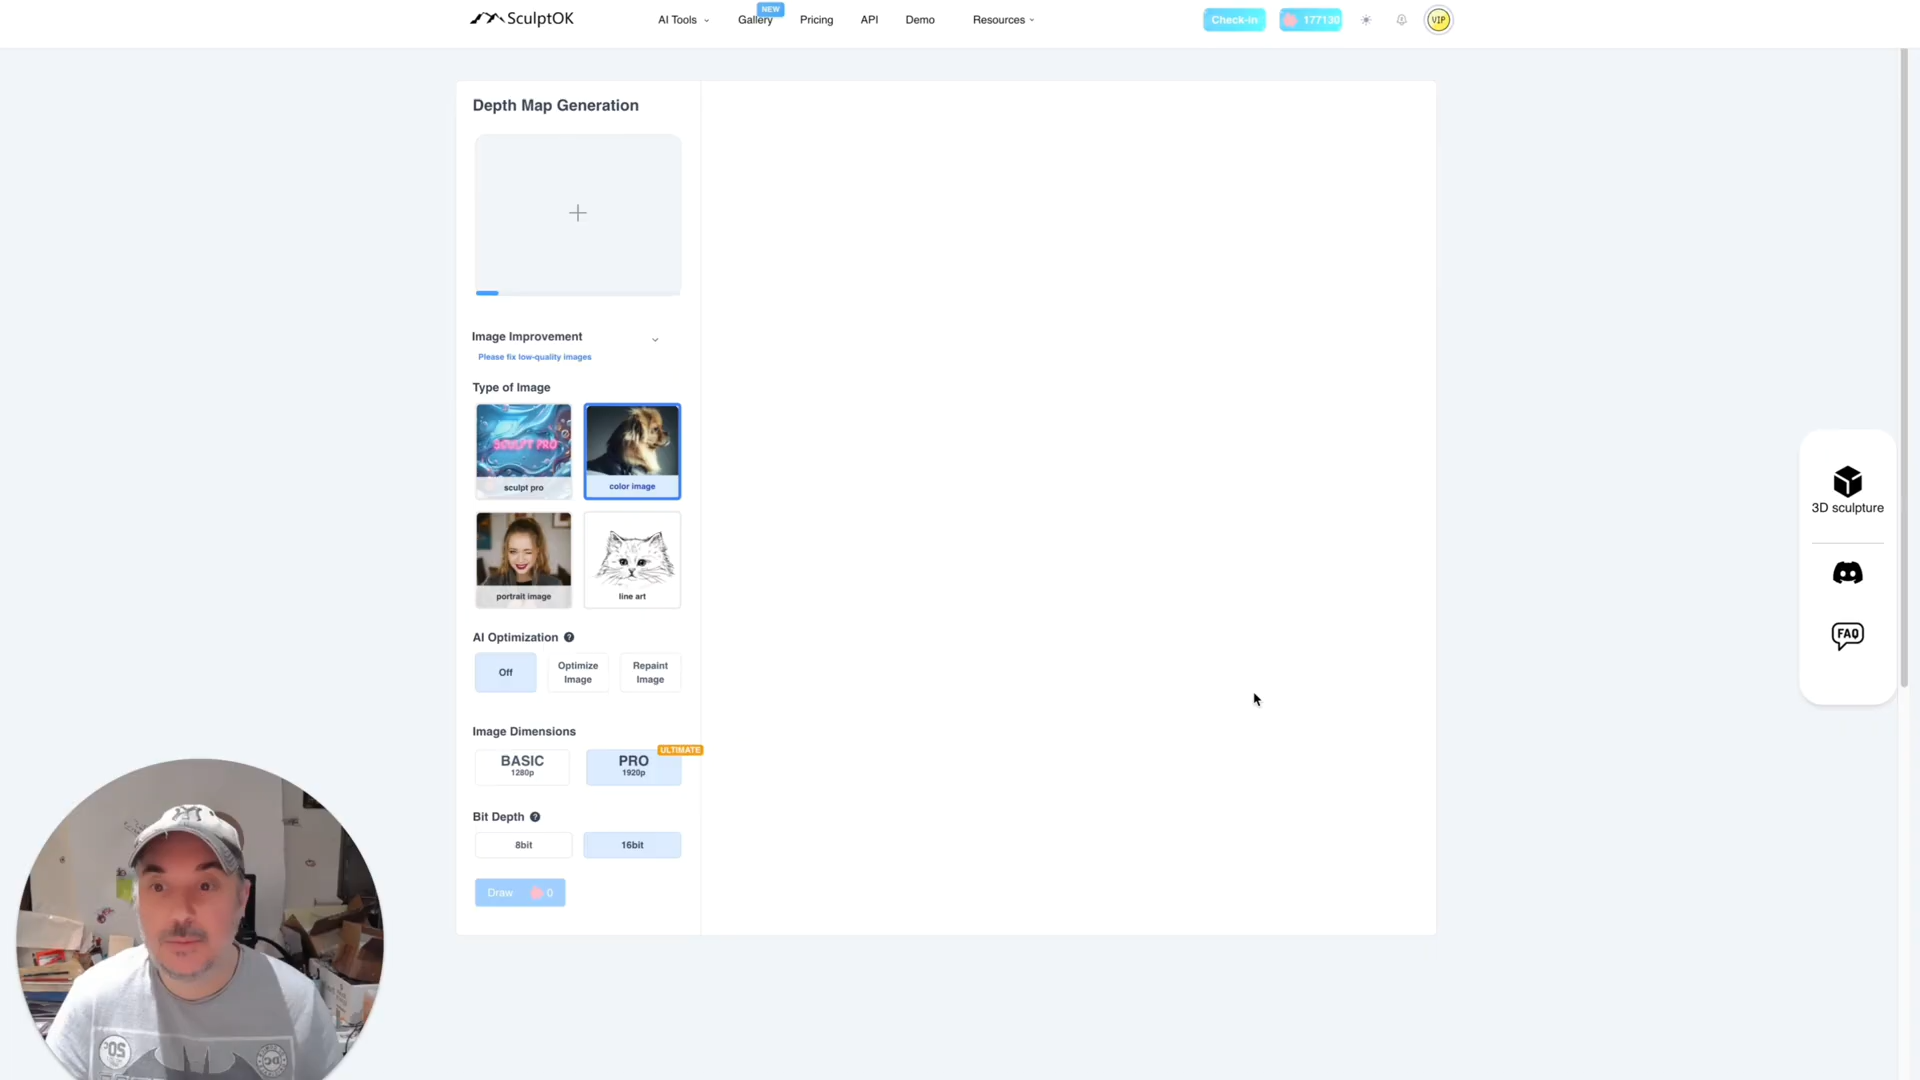 SculptOK
AI Tools
Gallery
NEW
Pricing
API
Demo
Resources
Check-in
177130
VIP
Depth Map Generation
Image Improvement
Please fix low-quality images
Type of Image
SCULPT PRO
sculpt pro
color image
portrait image
line art
AI Optimization ?
Off
Optimize
Image
Repaint
Image
Image Dimensions
ULTIMATE
BASIC
1280p
PRO
1920p
Bit Depth ?
8bit
16bit
Draw 0
3D sculpture
FAQ
DC